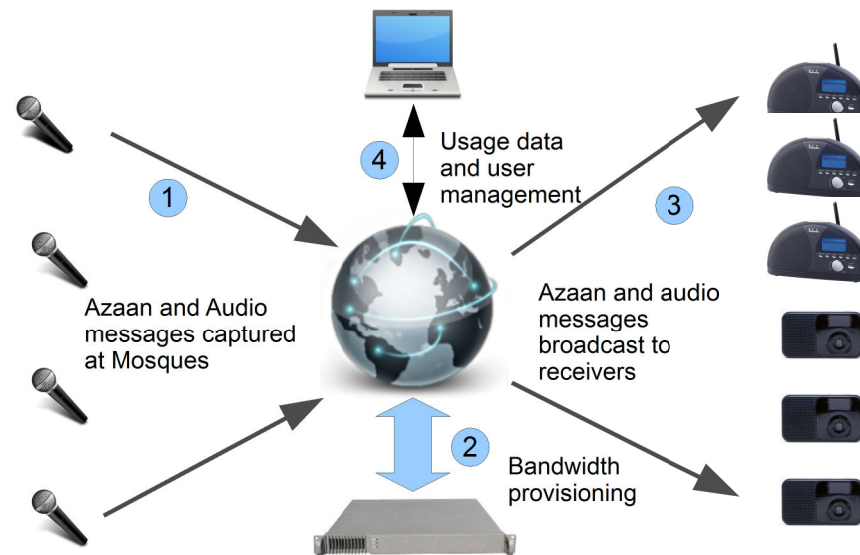 1
Azaan and Audio
messages captured
at Mosques
4
Usage data
and user
management
2
Bandwidth
provisioning
3
Azaan and audio
messages
broadcast to
receivers